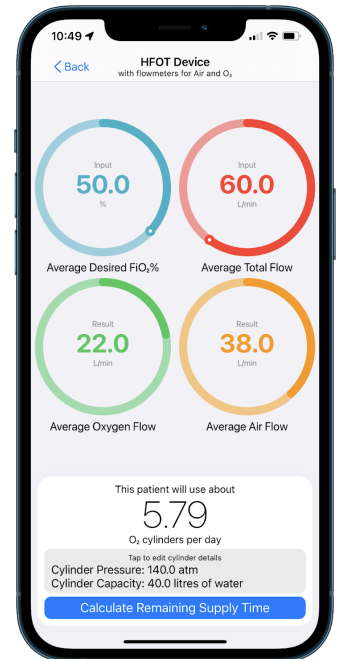 10:49
Back
HFOT Device
with flowmeters for Air and O₂
Input
50.0
%
Average Desired FiO₂%
Input
60.0
L/min
Average Total Flow
Result
22.0
L/min
Average Oxygen Flow
Result
38.0
L/min
Average Air Flow
This patient will use about
5.79
O₂ cylinders per day
Tap to edit cylinder details
Cylinder Pressure: 140.0 atm
Cylinder Capacity: 40.0 litres of water
Calculate Remaining Supply Time